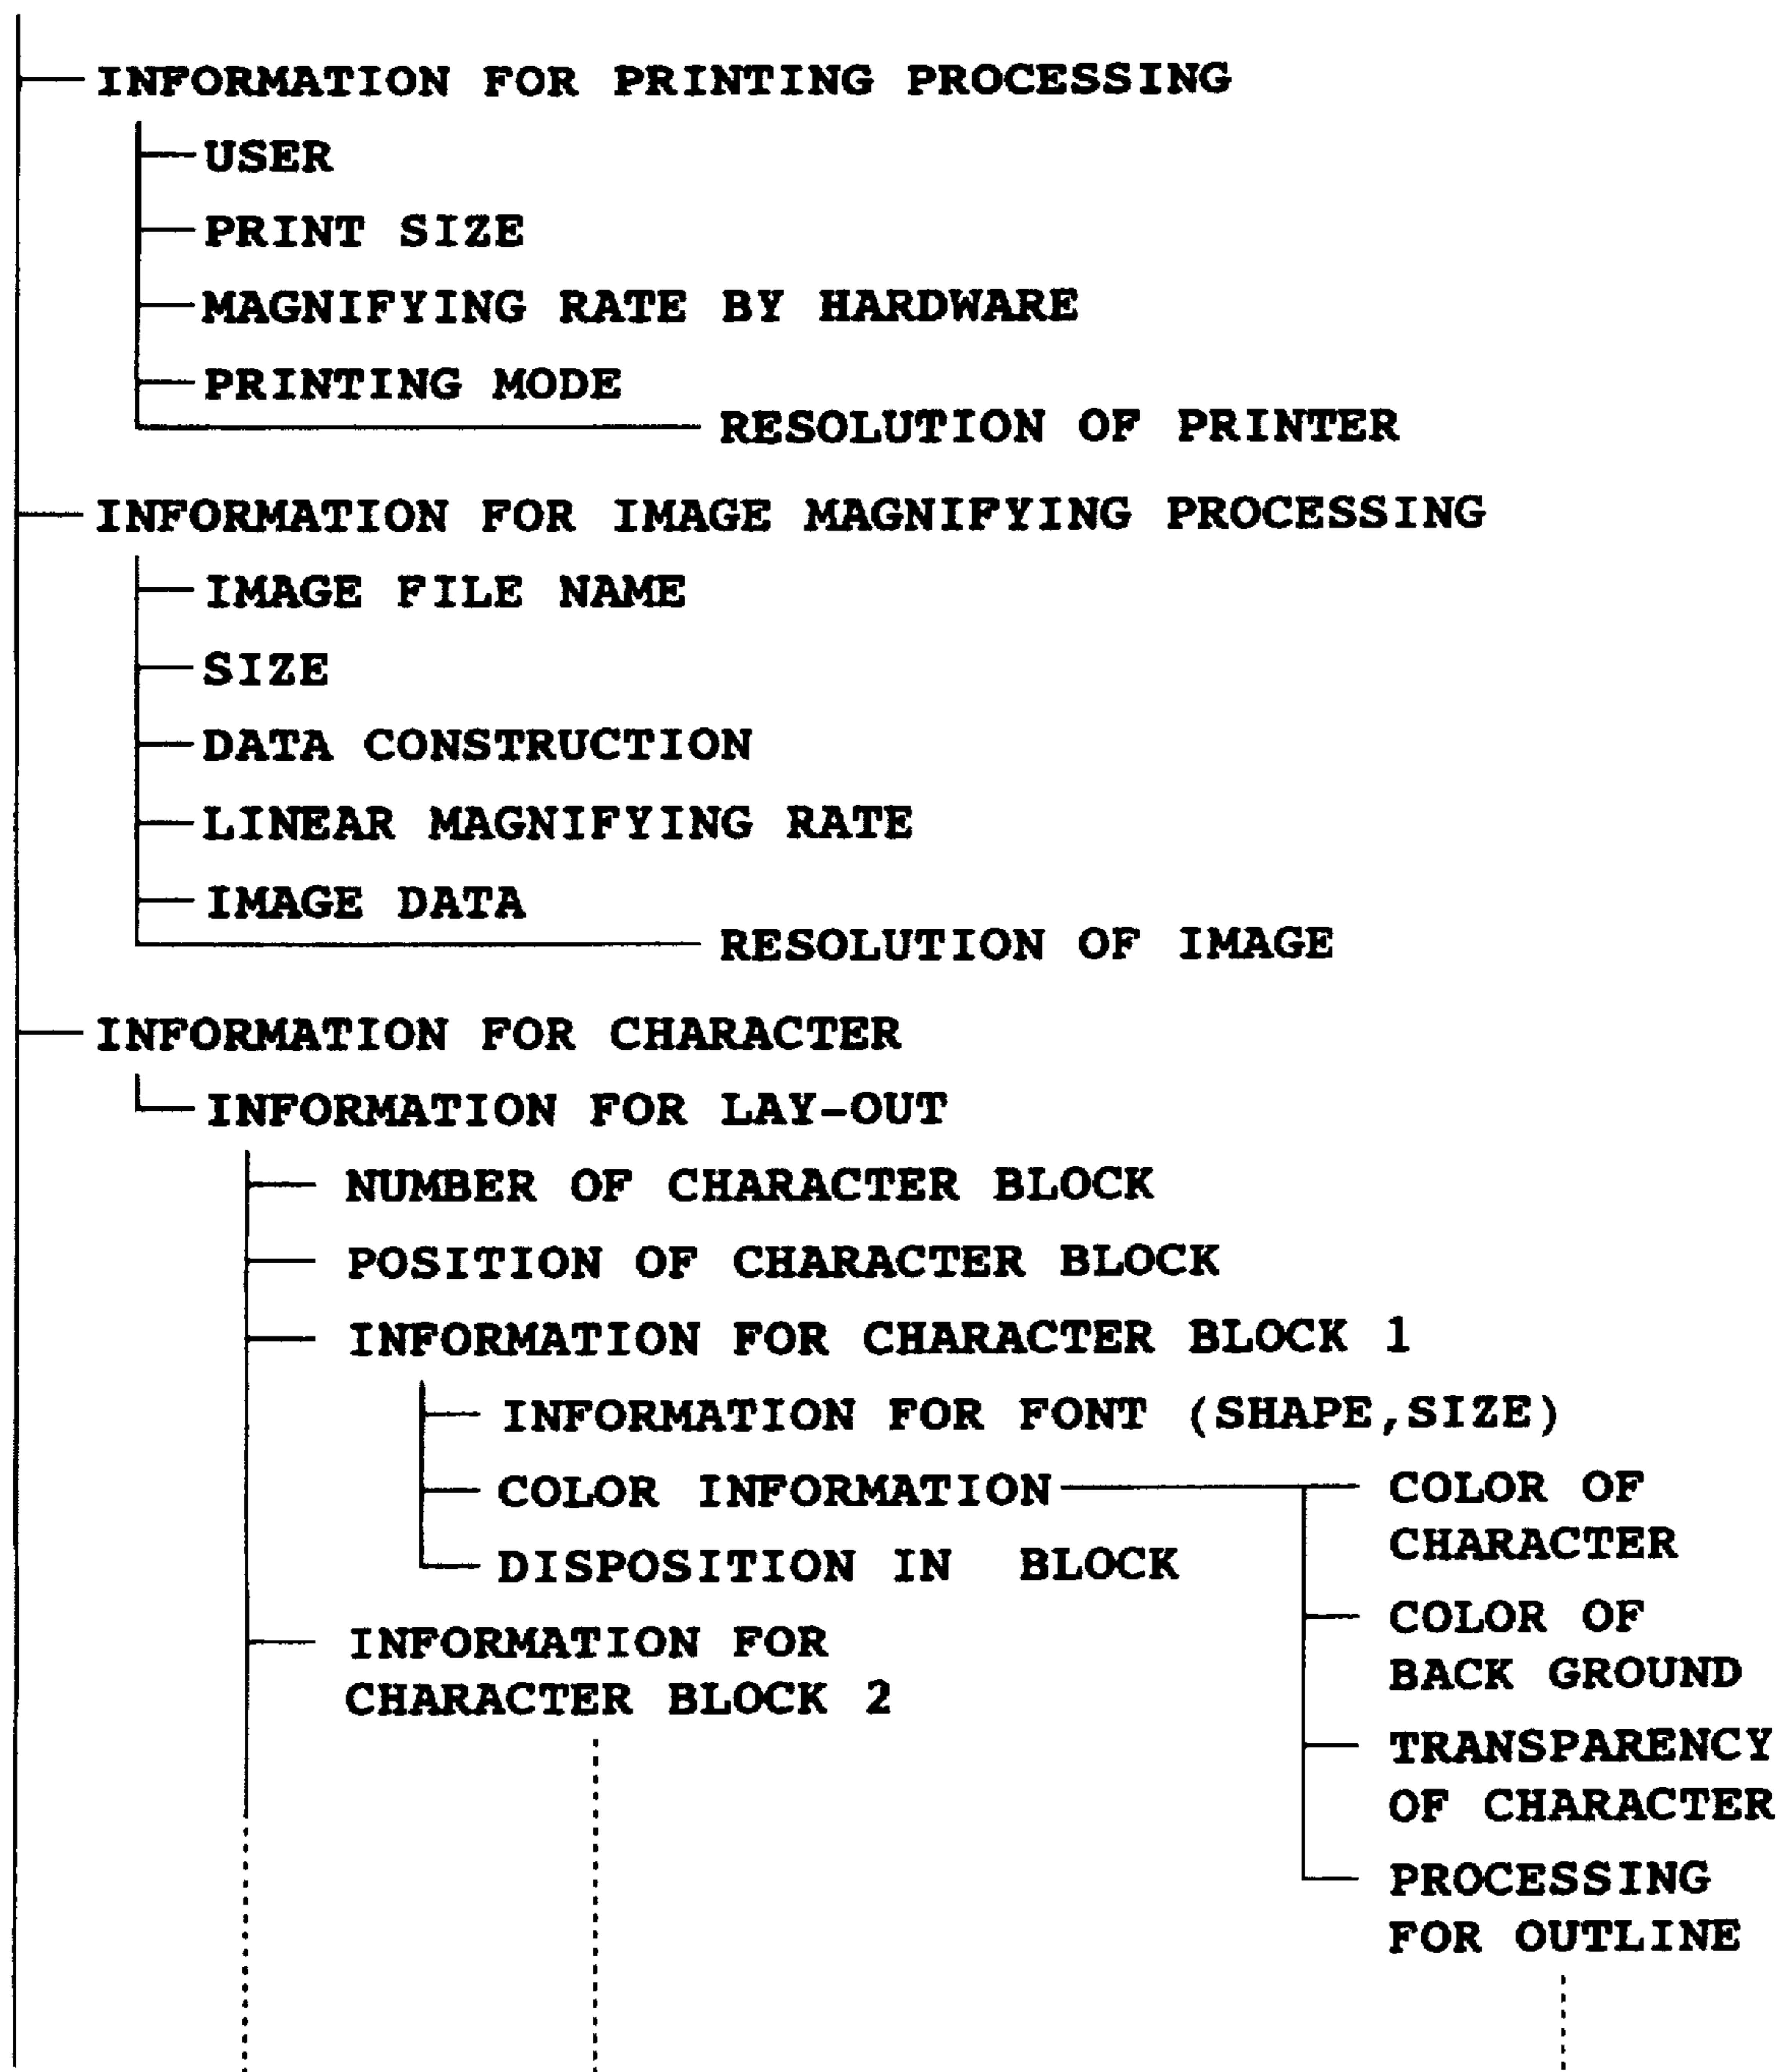 INFORMATION FOR PRINTING PROCESSING
USER
PRINT SIZE
MAGNIFYING RATE BY HARDWARE
PRINTING MODE
RESOLUTION OF PRINTER
INFORMATION FOR IMAGE MAGNIFYING PROCESSING
IMAGE FILE NAME
SIZE
DATA CONSTRUCTION
LINEAR MAGNIFYING RATE
IMAGE DATA
RESOLUTION OF IMAGE
INFORMATION FOR CHARACTER
INFORMATION FOR LAY-OUT
NUMBER OF CHARACTER BLOCK
POSITION OF CHARACTER BLOCK
INFORMATION FOR CHARACTER BLOCK 1
INFORMATION FOR FONT (SHAPE,SIZE)
COLOR INFORMATION
COLOR OF
CHARACTER
COLOR OF
BACK GROUND
TRANSPARENCY
OF CHARACTER
PROCESSING
FOR OUTLINE
DISPOSITION IN BLOCK
INFORMATION FOR
CHARACTER BLOCK 2